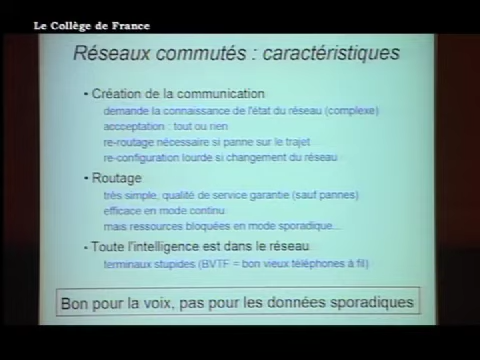 Le Collège de France
Réseaux commutés : caractéristiques
• Création de la communication
demande la connaissance de l'état du réseau (complexe)
accceptation : tout ou rien
re-routage nécessaire si panne sur le trajet
re-configuration lourde si changement du réseau
• Routage
très simple, qualité de service garantie (sauf pannes)
efficace en mode continu
mais ressources bloquées en mode sporadique...
• Toute l'intelligence est dans le réseau
terminaux stupides (BVTF = bon vieux téléphones à fil)
Bon pour la voix, pas pour les données sporadiques